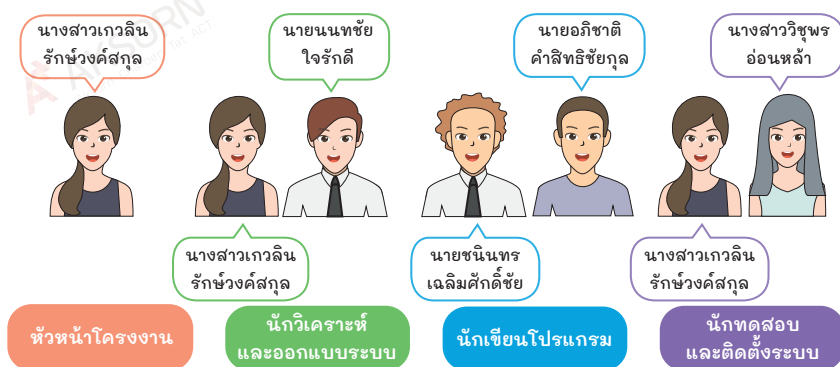 นางสาวเกวลิน
รักษ์วงค์สกุล
นายนนทชัย
ใจรักดี
นายอภิชาติ
คำสิทธิชัยกุล
นางสาววิชุพร
อ่อนหล้า
AKSORN
นางสาวเกวลิน
รักษ์วงค์สกุล
นายชนินทร
เฉลิมศักดิ์ชัย
นางสาวเกวลิน
รักษ์วงค์สกุล
หัวหน้าโครงงาน
นักวิเคราะห์
และออกแบบระบบ
นักเขียนโปรแกรม
นักทดสอบ
และติดตั้งระบบ